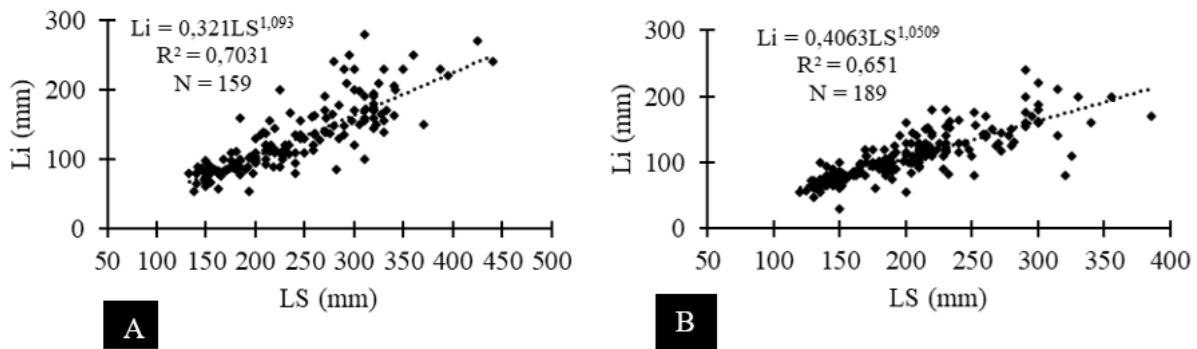 Li = 0,321LS^1,093
R² = 0,7031
N = 159
300
200
100
0
Li (mm)
50 100 150 200 250 300 350 400 450 500
LS (mm)
A
Li = 0,4063LS^1,0509
R² = 0,651
N = 189
300
200
100
0
Li (mm)
50 100 150 200 250 300 350 400
LS (mm)
B